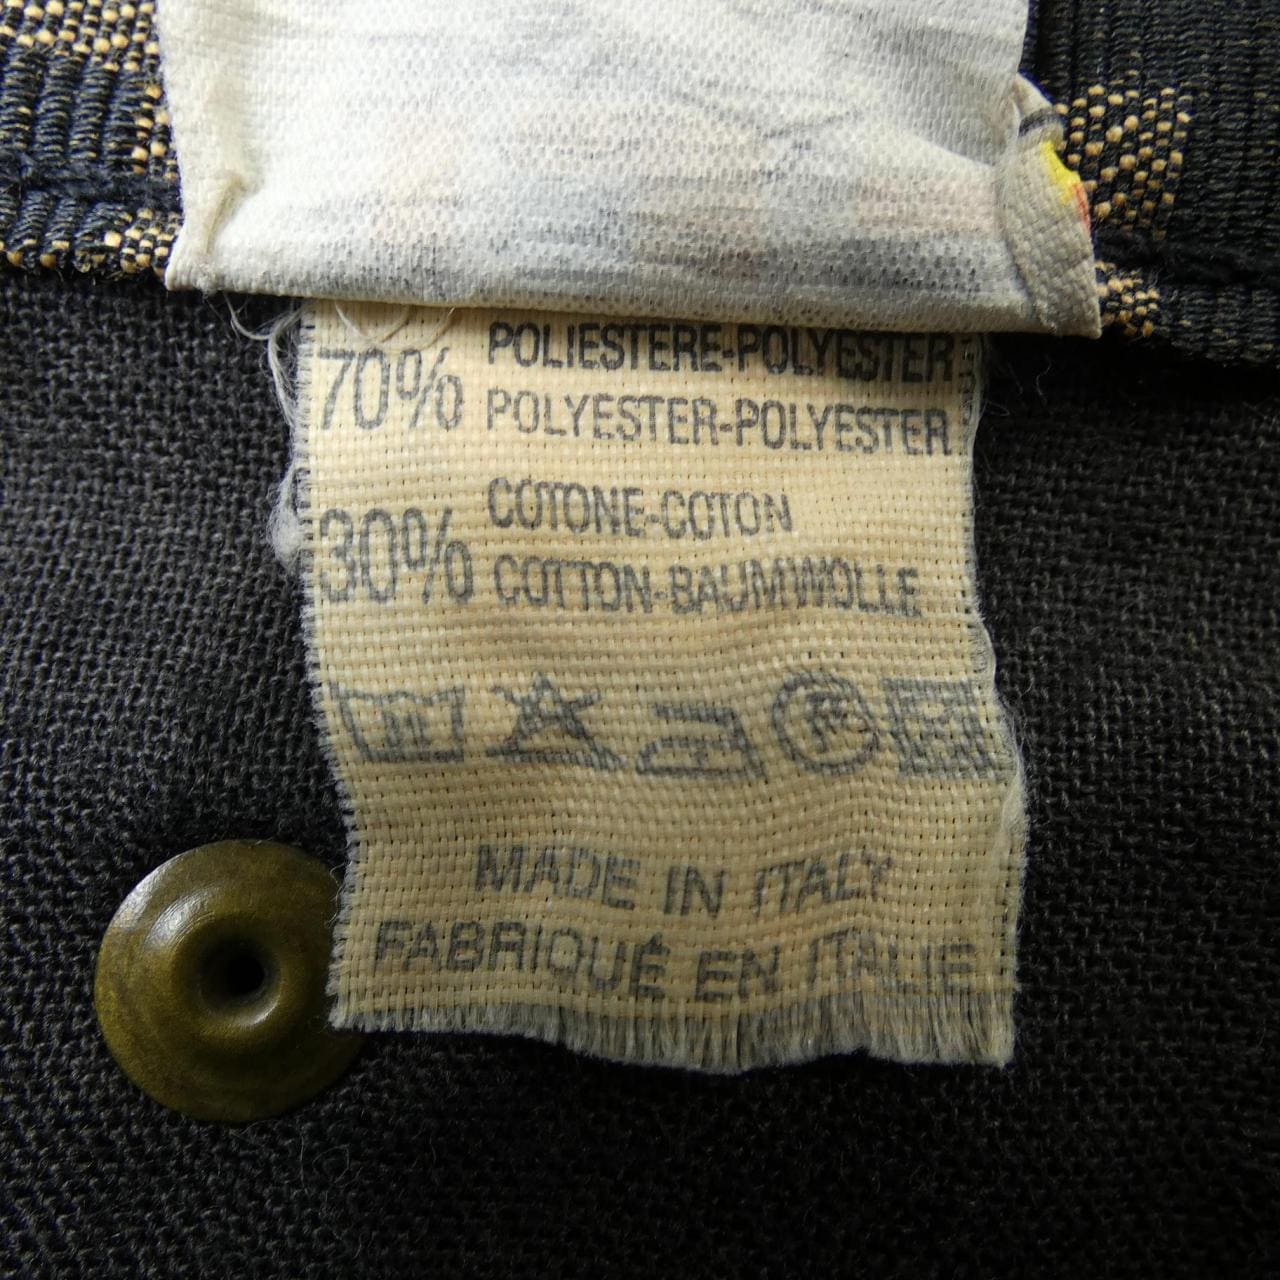 70% POLIESTERE-POLYESTER
POLYESTER-POLYESTER
30% COTONE-COTON
COTTON-BAUMWOLLE
MADE IN ITALY
FABRIQUÉ EN ITALIE